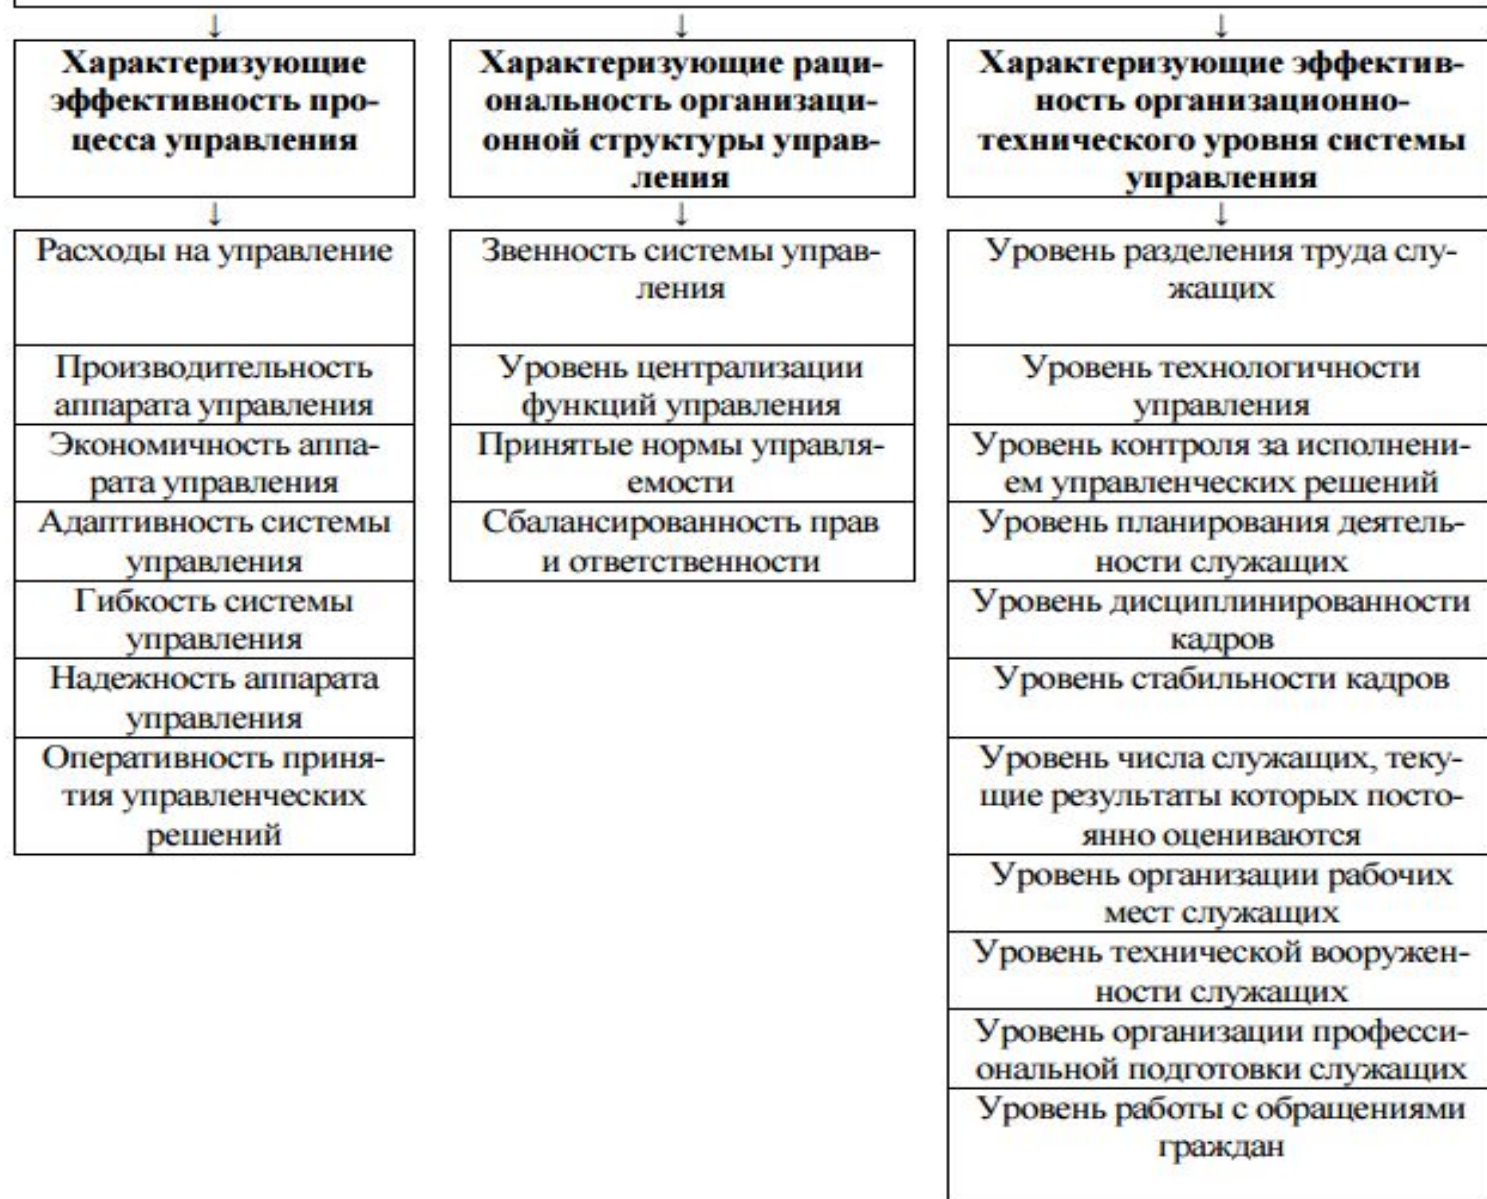 ↓
Характеризующие
эффективность про-
цесса управления
↓
Расходы на управление
Производительность
аппарата управления
Экономичность аппа-
рата управления
Адаптивность системы
управления
Гибкость системы
управления
Надежность аппарата
управления
Оперативность приня-
тия управленческих
решений
↓
Характеризующие раци-
ональность организаци-
онной структуры управ-
ления
↓
Звенность системы управ-
ления
Уровень централизации
функций управления
Принятые нормы управля-
емости
Сбалансированность прав
и ответственности
↓
Характеризующие эффектив-
ность организационно-
технического уровня системы
управления
↓
Уровень разделения труда слу-
жащих
Уровень технологичности
управления
Уровень контроля за исполнени-
ем управленческих решений
Уровень планирования деятель-
ности служащих
Уровень дисциплинированности
кадров
Уровень стабильности кадров
Уровень числа служащих, теку-
щие результаты которых посто-
янно оцениваются
Уровень организации рабочих
мест служащих
Уровень технической вооружен-
ности служащих
Уровень организации професси-
ональной подготовки служащих
Уровень работы с обращениями
граждан